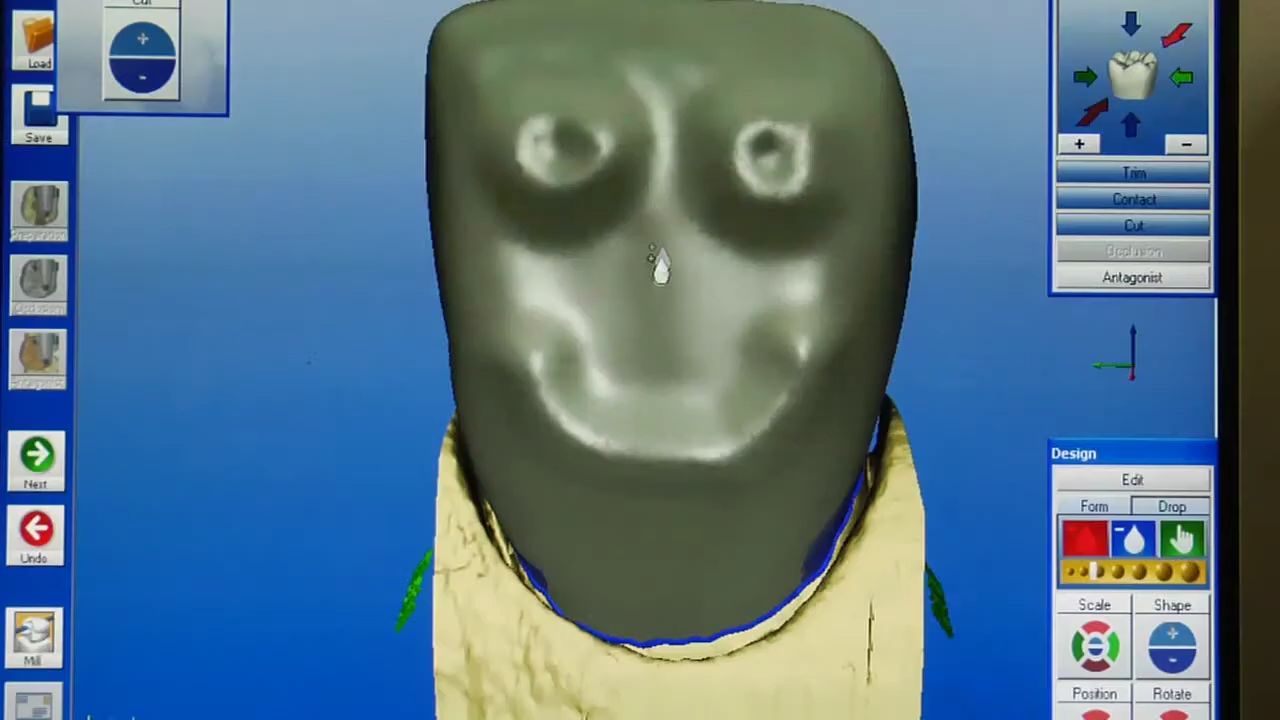 Cut
Load
Save
Next
Undo
Mill
+
-
+
-
Trim
Contact
Cut
Occlusion
Antagonist
Design
Edit
Form
Drop
Scale
Shape
+
-
Position
Rotate